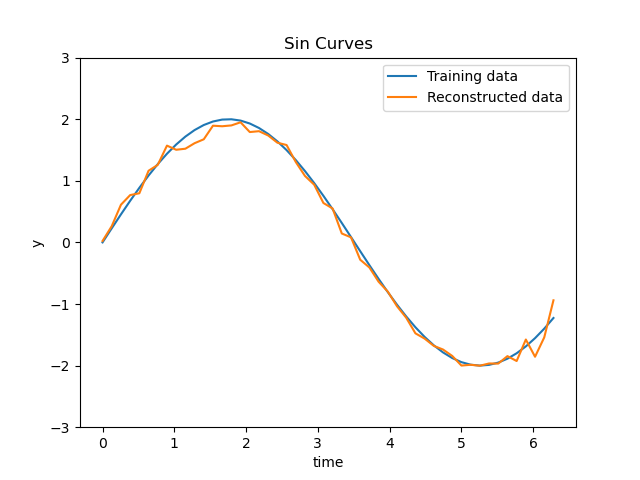 Sin Curves
Training data
Reconstructed data
3
2
1
0
−1
−2
−3
y
0 1 2 3 4 5 6
time